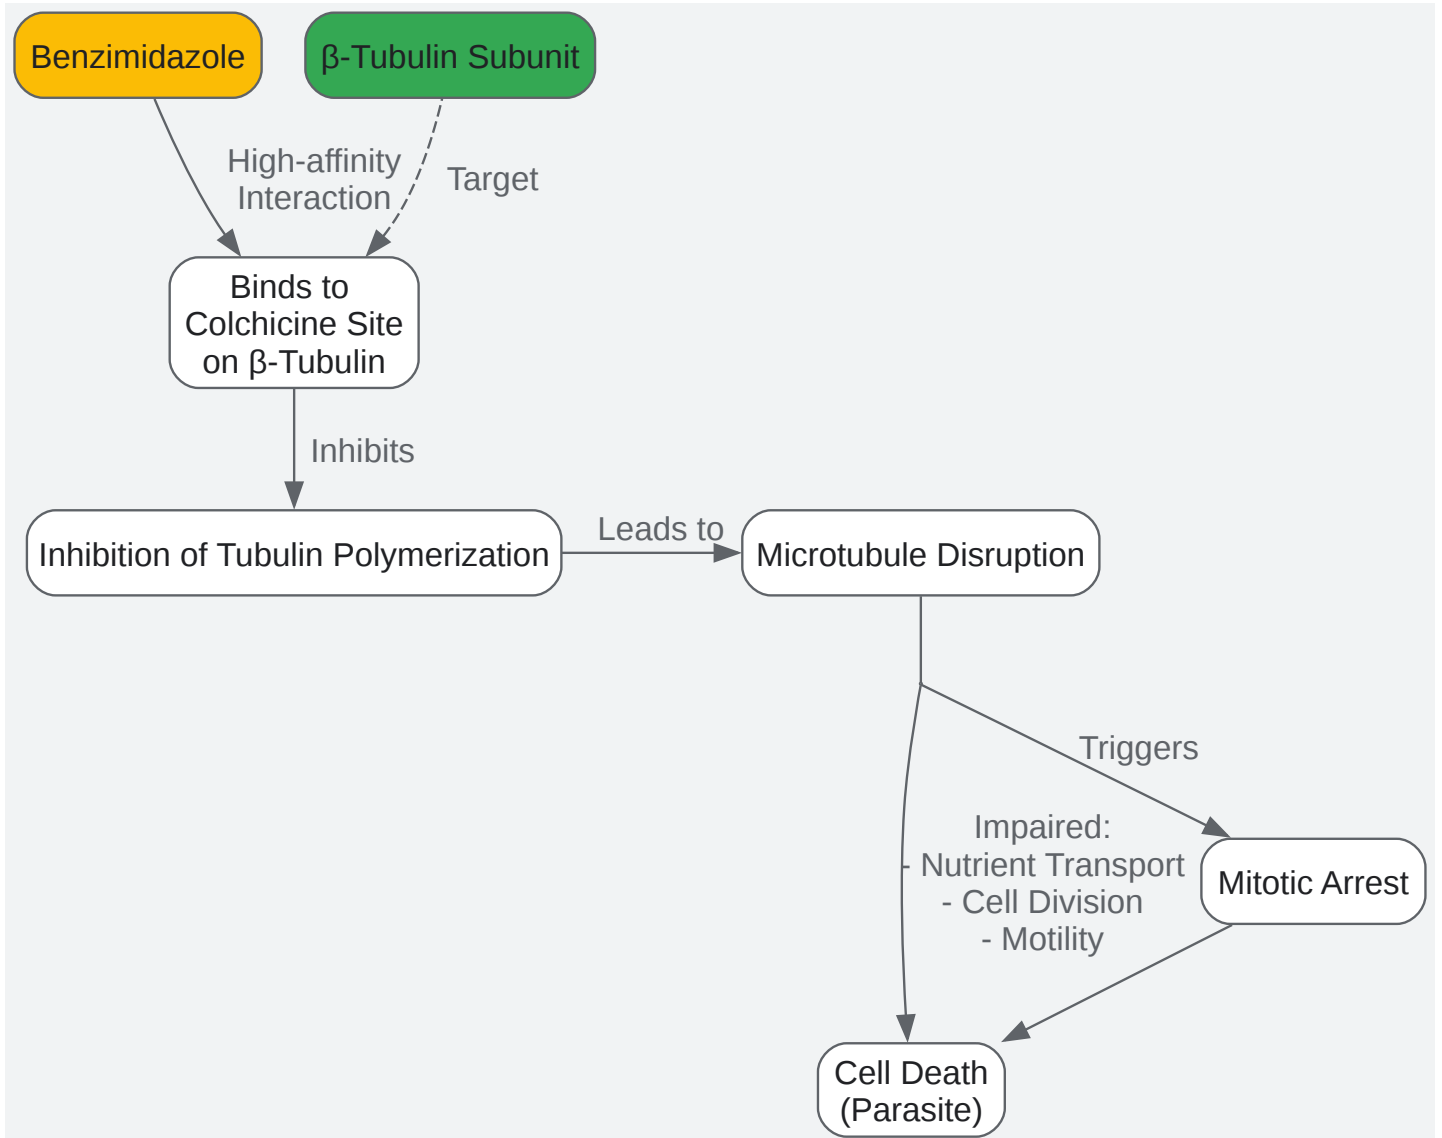 Benzimidazole
β-Tubulin Subunit
High-affinity
Interaction
Target
Binds to
Colchicine Site
on β-Tubulin
Inhibits
Inhibition of Tubulin Polymerization
Leads to
Microtubule Disruption
Triggers
Impaired:
- Nutrient Transport
- Cell Division
- Motility
Mitotic Arrest
Cell Death
(Parasite)